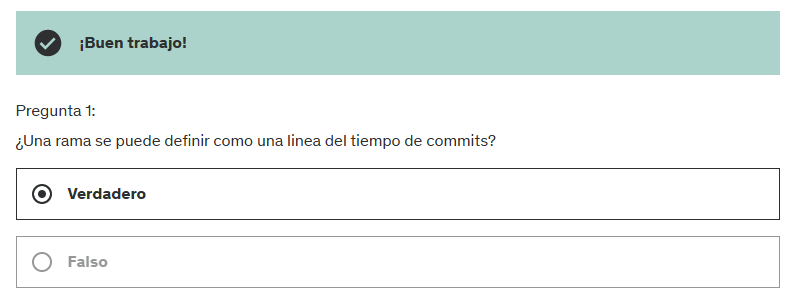 ¡Buen trabajo!
Pregunta 1:
¿Una rama se puede definir como una linea del tiempo de commits?
Verdadero
Falso